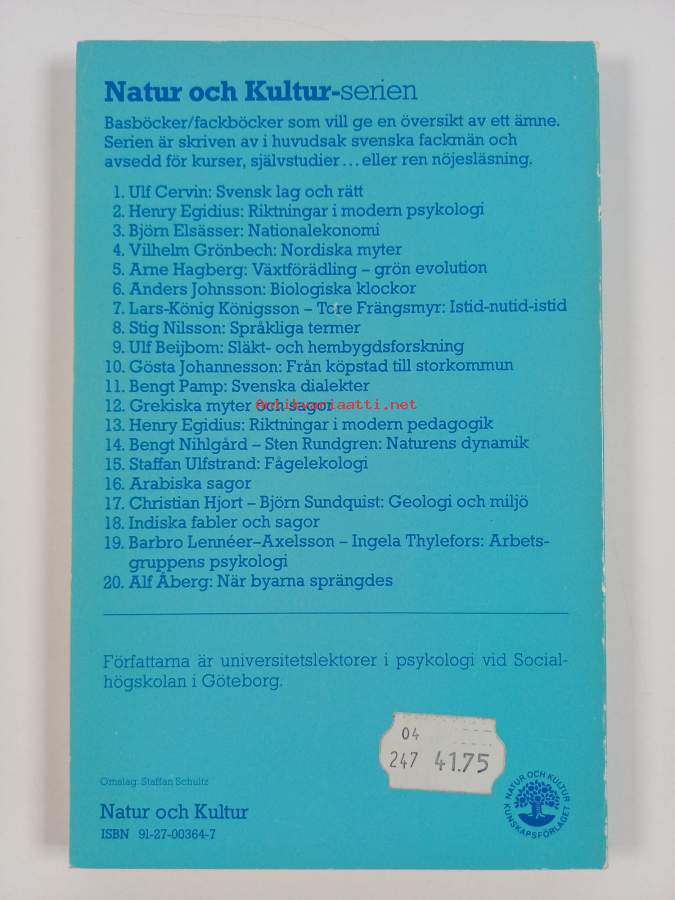 Natur och Kultur-serien
Basböcker/fackböcker som vill ge en översikt av ett ämne.
Serien är skriven av i huvudsak svenska fackmän och
avsedd för kurser, självstudier... eller ren nöjesläsning.
1. Ulf Cervin: Svensk lag och rätt
2. Henry Egidius: Riktningar i modern psykologi
3. Björn Elsässer: Nationalekonomi
4. Vilhelm Grönbech: Nordiska myter
5. Arne Hagberg: Växtförädling – grön evolution
6. Anders Johnsson: Biologiska klockor
7. Lars-König Königsson – Tore Frängsmyr: Istid-nutid-istid
8. Stig Nilsson: Språkliga termer
9. Ulf Beijbom: Släkt- och hembygdsforskning
10. Gösta Johannesson: Från köpstad till storkommun
11. Bengt Pamp: Svenska dialekter
12. Grekiska myter och sagor
Antikvariaatti.net
13. Henry Egidius: Riktningar i modern pedagogik
14. Bengt Nihlgård – Sten Rundgren: Naturens dynamik
15. Staffan Ulfstrand: Fågelekologi
16. Arabiska sagor
17. Christian Hjort – Björn Sundquist: Geologi och miljö
18. Indiska fabler och sagor
19. Barbro Lennéer-Axelsson – Ingela Thylefors: Arbets-
gruppens psykologi
20. Alf Åberg: När byarna sprängdes
Författarna är universitetslektorer i psykologi vid Social-
högskolan i Göteborg.
04
247 41.75
Omslag: Staffan Schultz
Natur och Kultur
ISBN 91-27-00364-7
NATUR OCH KULTUR
KUNSKAPSFÖRLAGET